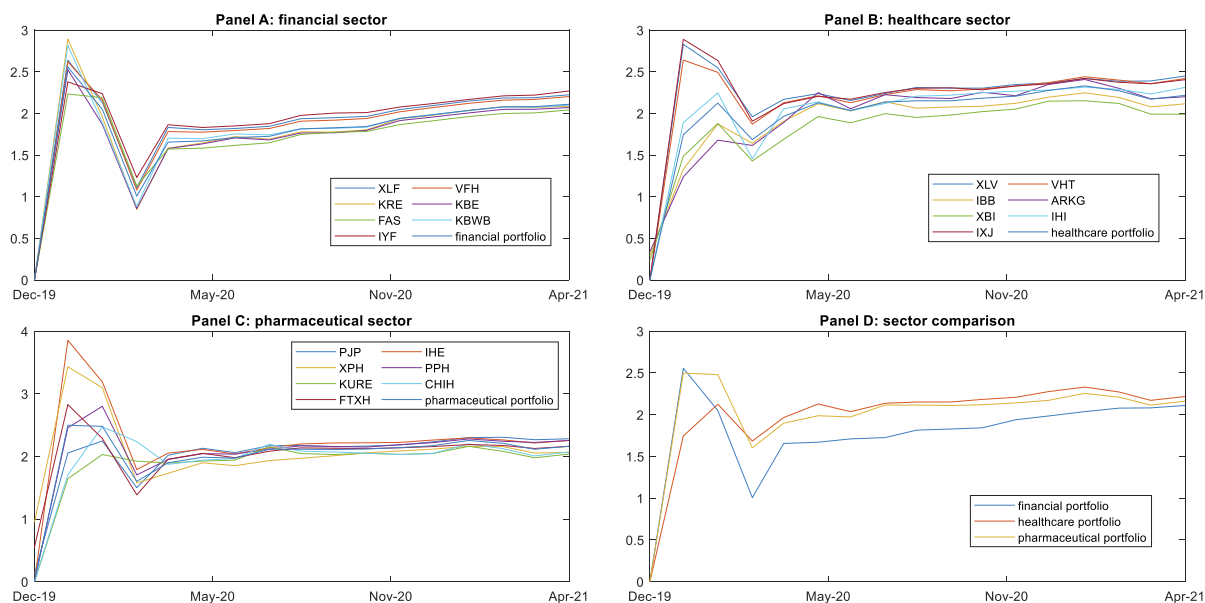 Panel A: financial sector
3
2.5
2
1.5
1
0.5
0
Dec-19 May-20 Nov-20 Apr-21
XLF VFH
KRE KBE
FAS KBWB
IYF financial portfolio
Panel B: healthcare sector
3
2.5
2
1.5
1
0.5
0
Dec-19 May-20 Nov-20 Apr-21
XLV VHT
IBB ARKG
XBI IHI
IXJ healthcare portfolio
Panel C: pharmaceutical sector
4
3
2
1
0
Dec-19 May-20 Nov-20 Apr-21
PJP IHE
XPH PPH
KURE CHIH
FTXH pharmaceutical portfolio
Panel D: sector comparison
3
2.5
2
1.5
1
0.5
0
Dec-19 May-20 Nov-20 Apr-21
financial portfolio
healthcare portfolio
pharmaceutical portfolio